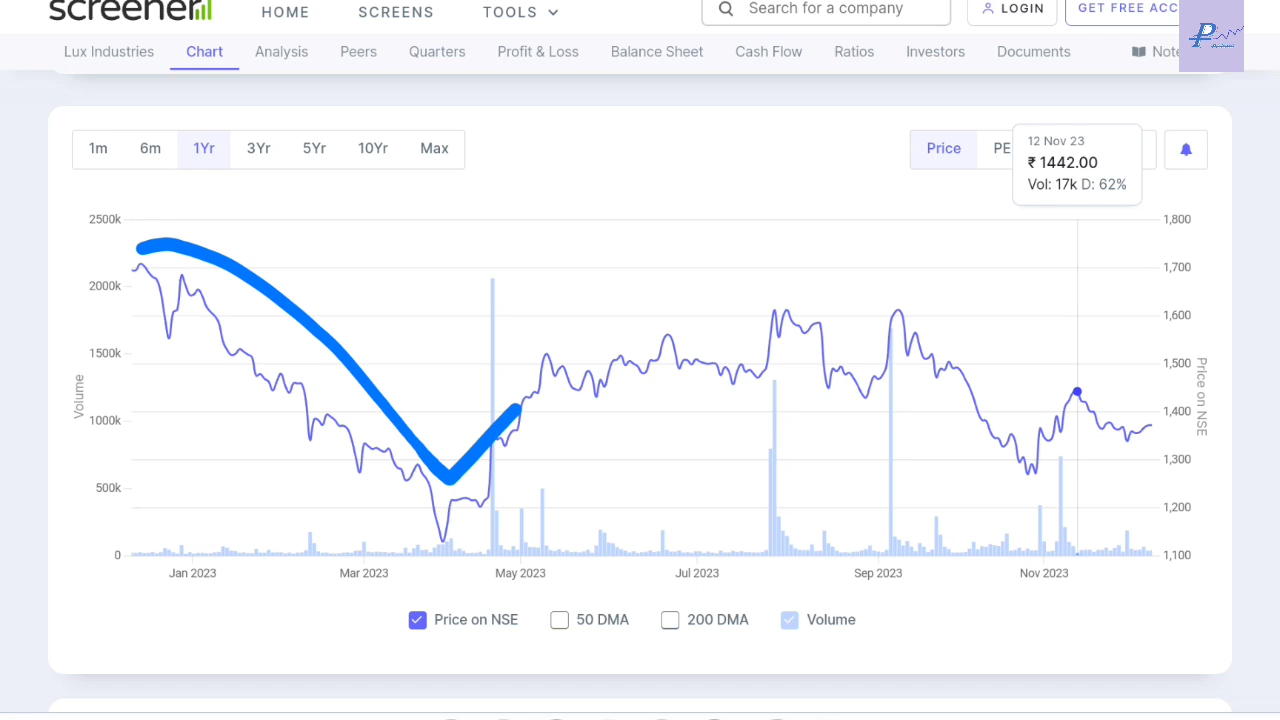 screener
HOME SCREENS TOOLS
Search for a company
LOGIN
GET FREE ACC
Lux Industries Chart Analysis Peers Quarters Profit & Loss Balance Sheet Cash Flow Ratios Investors Documents Note
1m 6m 1Yr 3Yr 5Yr 10Yr Max
Price PE
12 Nov 23
₹ 1442.00
Vol: 17k D: 62%
2500k
2000k
1500k
1000k
500k
0
Volume
1,800
1,700
1,600
1,500
1,400
1,300
1,200
1,100
Price on NSE
Jan 2023 Mar 2023 May 2023 Jul 2023 Sep 2023 Nov 2023
Price on NSE 50 DMA 200 DMA Volume